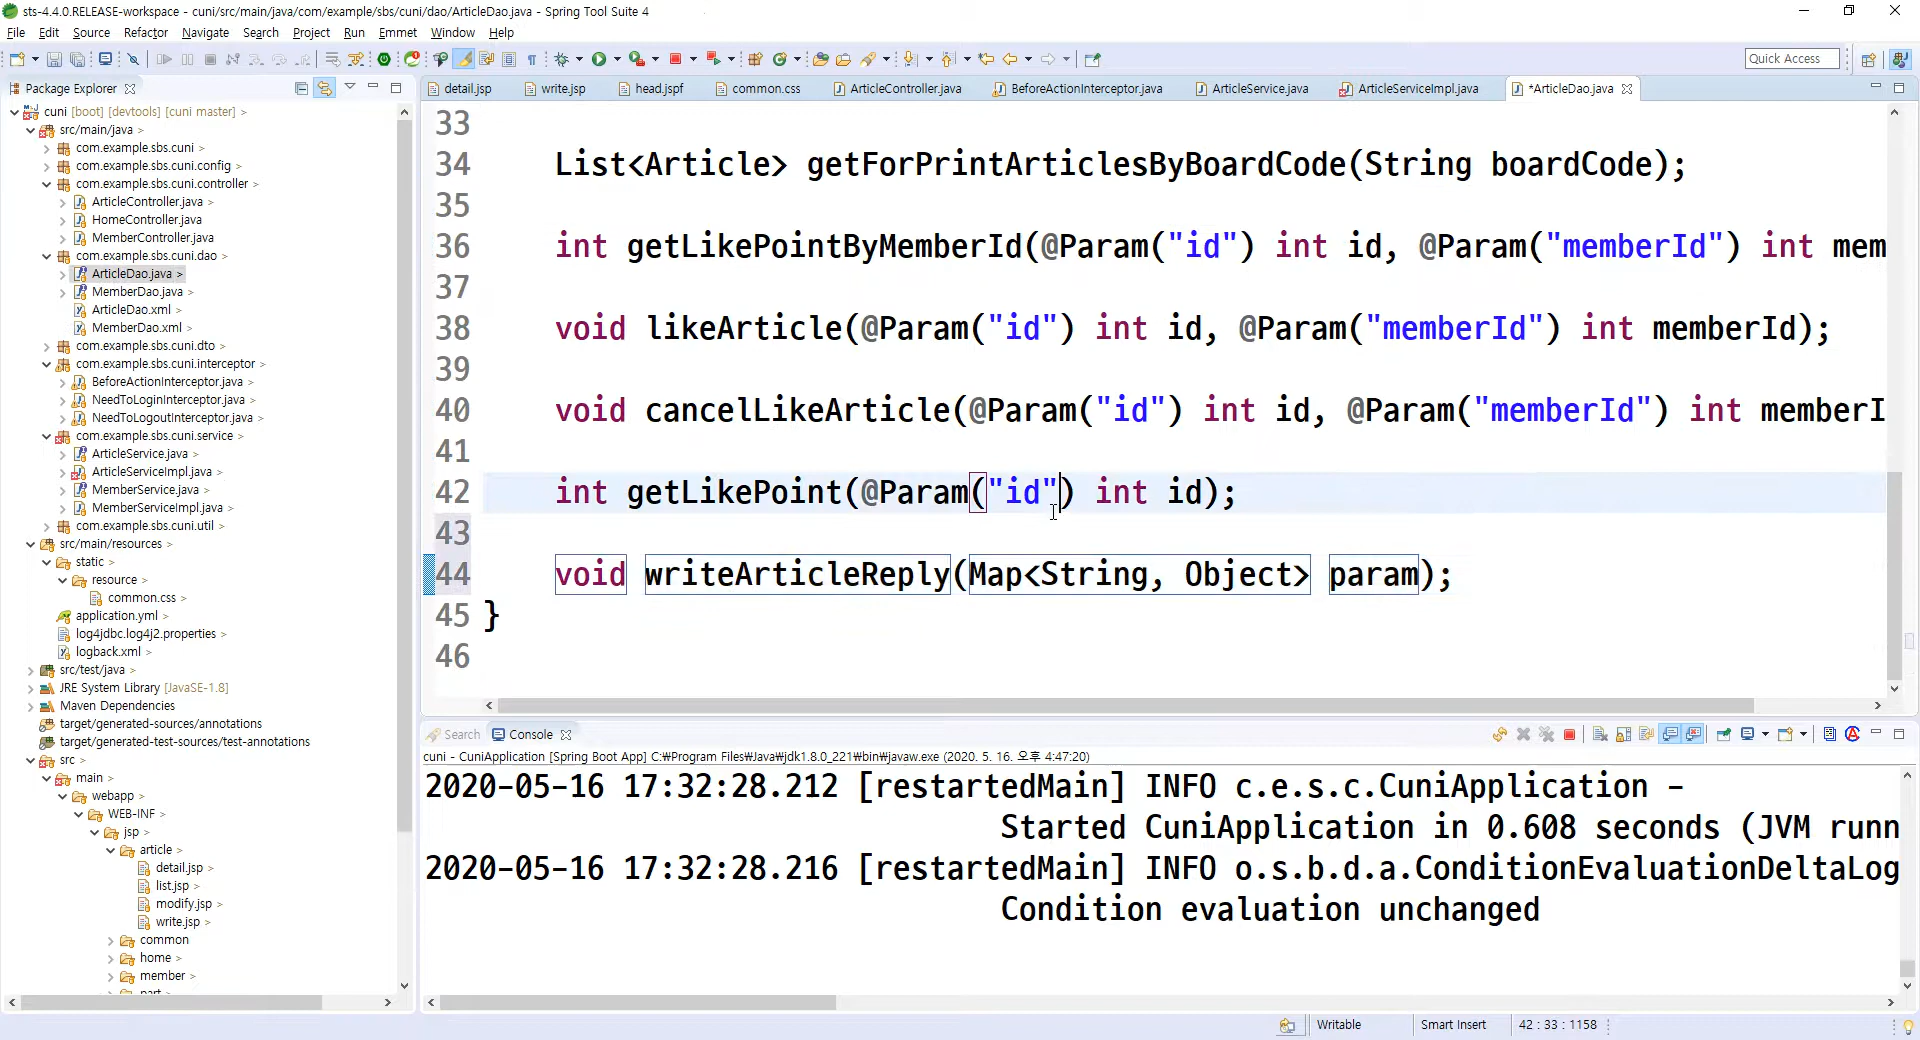 sts-4.4.0.RELEASE-workspace - cuni/src/main/java/com/example/sbs/cuni/dao/ArticleDao.java - Spring Tool Suite 4
File Edit Source Refactor Navigate Search Project Run Emmet Window Help
Quick Access
Package Explorer
cuni [boot] [devtools] [cuni master] >
src/main/java >
com.example.sbs.cuni >
com.example.sbs.cuni.config >
com.example.sbs.cuni.controller >
ArticleController.java >
HomeController.java
MemberController.java
com.example.sbs.cuni.dao >
ArticleDao.java >
MemberDao.java >
ArticleDao.xml >
MemberDao.xml >
com.example.sbs.cuni.dto >
com.example.sbs.cuni.interceptor >
BeforeActionInterceptor.java >
NeedToLoginInterceptor.java >
NeedToLogoutInterceptor.java >
com.example.sbs.cuni.service >
ArticleService.java >
ArticleServiceImpl.java >
MemberService.java >
MemberServiceImpl.java >
com.example.sbs.cuni.util >
src/main/resources >
static >
resource >
common.css >
application.yml >
log4jdbc.log4j2.properties >
logback.xml >
src/test/java >
JRE System Library [JavaSE-1.8]
Maven Dependencies
target/generated-sources/annotations
target/generated-test-sources/test-annotations
src >
main >
webapp >
WEB-INF >
jsp >
article >
detail.jsp >
list.jsp >
modify.jsp >
write.jsp >
common
home >
member >
part >
detail.jsp write.jsp head.jspf common.css ArticleController.java BeforeActionInterceptor.java ArticleService.java ArticleServiceImpl.java *ArticleDao.java
33
34 List<Article> getForPrintArticlesByBoardCode(String boardCode);
35
36 int getLikePointByMemberId(@Param("id") int id, @Param("memberId") int mem
37
38 void likeArticle(@Param("id") int id, @Param("memberId") int memberId);
39
40 void cancelLikeArticle(@Param("id") int id, @Param("memberId") int memberI
41
42 int getLikePoint(@Param("id") int id);
43
44 void writeArticleReply(Map<String, Object> param);
45 }
46
Search Console
cuni - CuniApplication [Spring Boot App] C:₩Program Files₩Java₩jdk1.8.0_221₩bin₩javaw.exe (2020. 5. 16. 오후 4:47:20)
2020-05-16 17:32:28.212 [restartedMain] INFO c.e.s.c.CuniApplication -
Started CuniApplication in 0.608 seconds (JVM runn
2020-05-16 17:32:28.216 [restartedMain] INFO o.s.b.d.a.ConditionEvaluationDeltaLog
Condition evaluation unchanged
Writable Smart Insert 42 : 33 : 1158